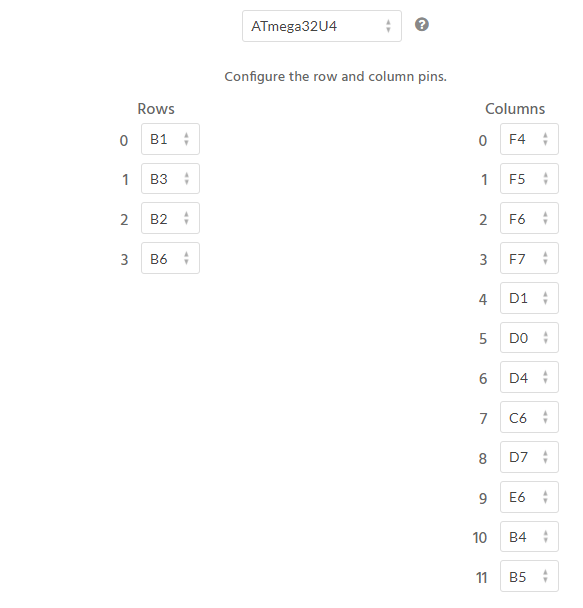 ATmega32U4 ?
Configure the row and column pins.
Rows Columns
0 B1 0 F4
1 B3 1 F5
2 B2 2 F6
3 B6 3 F7
4 D1
5 D0
6 D4
7 C6
8 D7
9 E6
10 B4
11 B5